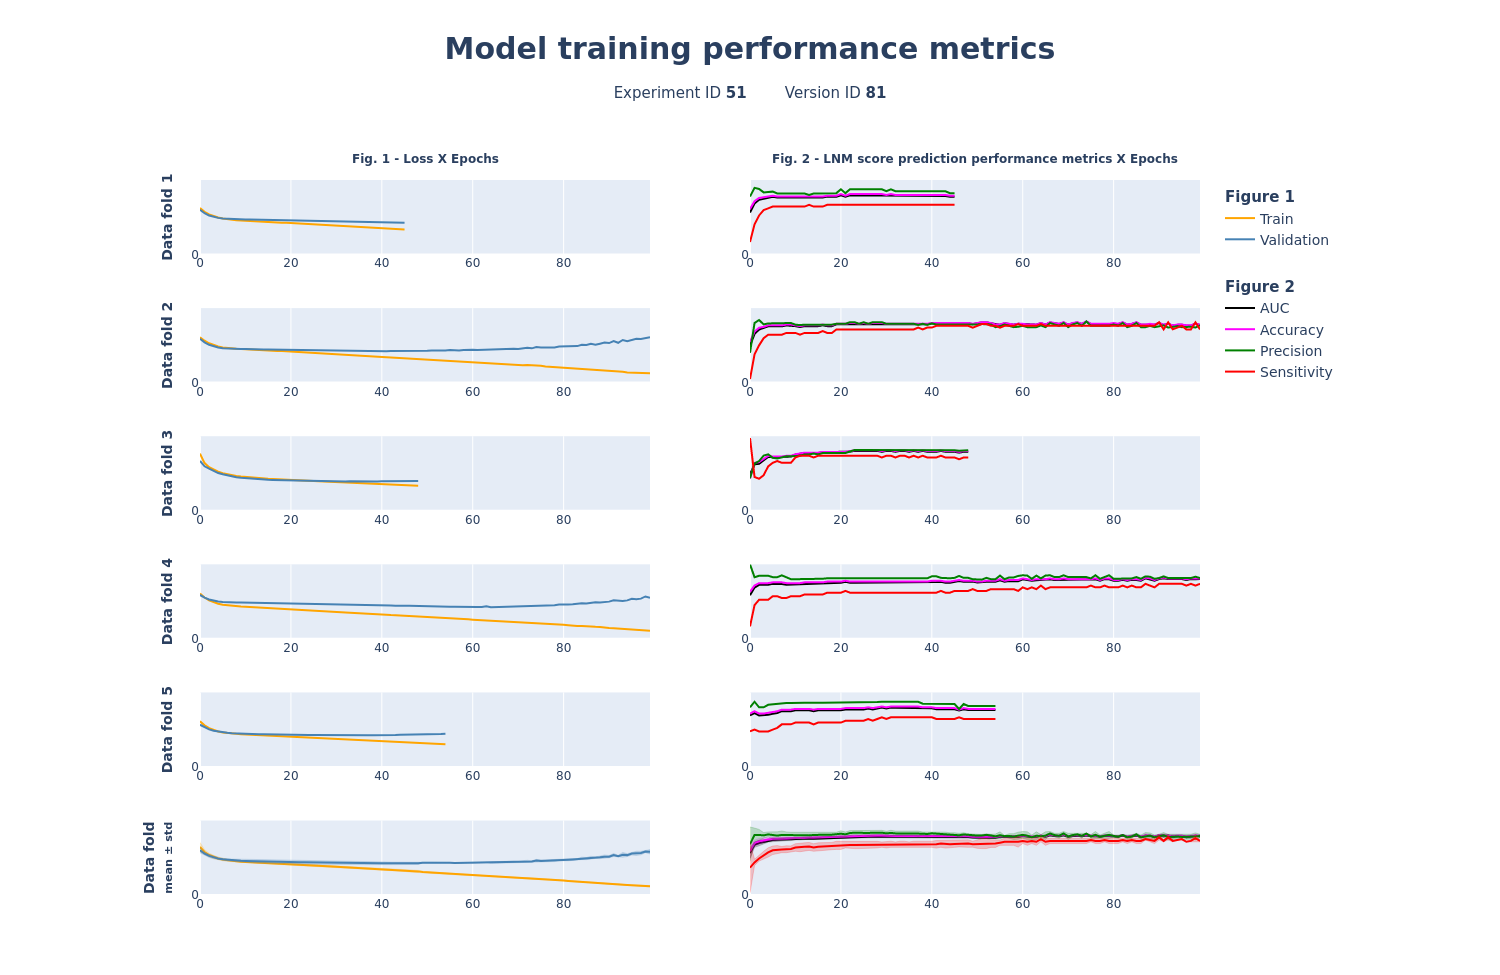 Model training performance metrics
Experiment ID 51 Version ID 81
Fig. 1 - Loss X Epochs
Fig. 2 - LNM score prediction performance metrics X Epochs
Data fold 1
0
0 20 40 60 80
0
0 20 40 60 80
Data fold 2
0
0 20 40 60 80
0
0 20 40 60 80
Data fold 3
0
0 20 40 60 80
0
0 20 40 60 80
Data fold 4
0
0 20 40 60 80
0
0 20 40 60 80
Data fold 5
0
0 20 40 60 80
0
0 20 40 60 80
Data fold
mean ± std
0
0 20 40 60 80
0
0 20 40 60 80
Figure 1
Train
Validation
Figure 2
AUC
Accuracy
Precision
Sensitivity